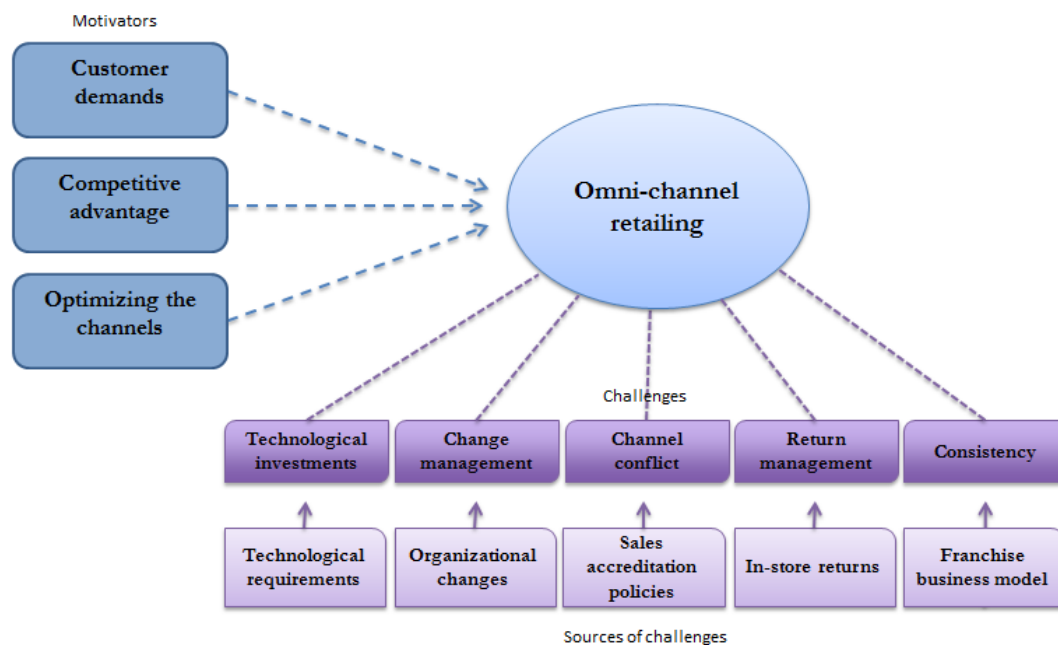 Motivators
Customer
demands
Competitive
advantage
Optimizing the
channels
Omni-channel
retailing
Challenges
Technological
investments
Change
management
Channel
conflict
Return
management
Consistency
Technological
requirements
Organizational
changes
Sales
accreditation
policies
In-store returns
Franchise
business model
Sources of challenges